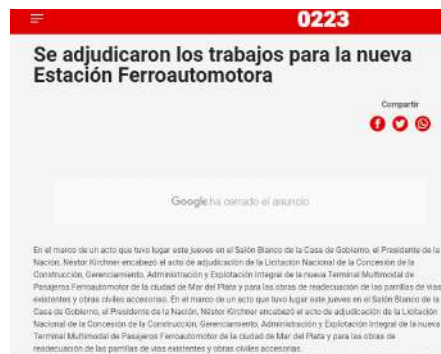 0223
Se adjudicaron los trabajos para la nueva
Estación Ferroautomotora
Compartir
Google ha cerrado el anuncio
En el marco de un acto que tuvo lugar este jueves en el Salón Blanco de la Casa de Gobierno, el Presidente de la
Nación, Néstor Kirchner encabezó el acto de adjudicación de la Licitación Nacional de la Concesión de la
Construcción, Gerenciamiento, Administración y Explotación Integral de la nueva Terminal Multimodal de
Pasajeros Ferroautomotor de la ciudad de Mar del Plata y para las obras de readecuación de las parrillas de vías
existentes y obras civiles accesorias. En el marco de un acto que tuvo lugar este jueves en el Salón Blanco de la
Casa de Gobierno, el Presidente de la Nación, Néstor Kirchner encabezó el acto de adjudicación de la Licitación
Nacional de la Concesión de la Construcción, Gerenciamiento, Administración y Explotación Integral de la nueva
Terminal Multimodal de Pasajeros Ferroautomotor de la ciudad de Mar del Plata y para las obras de
readecuación de las parrillas de vías existentes y obras civiles accesorias.